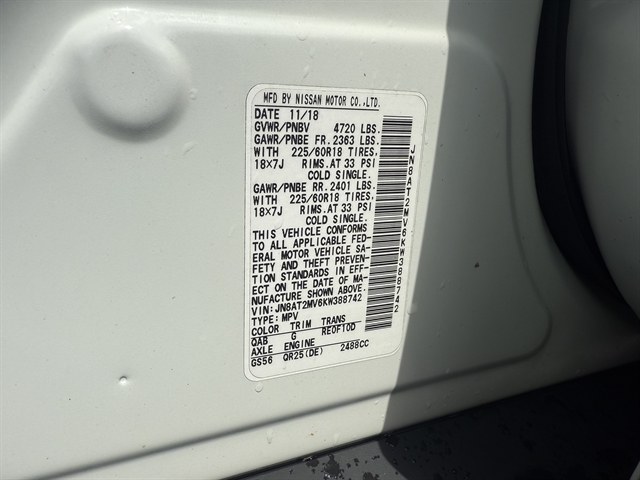 MFD BY NISSAN MOTOR CO.,LTD.
DATE 11/18
GVWR/PNBV 4720 LBS.
GAWR/PNBE FR.2363 LBS.
WITH 225/60R18 TIRES,
18X7J RIMS.AT 33 PSI
COLD SINGLE.
GAWR/PNBE RR.2401 LBS.
WITH 225/60R18 TIRES,
18X7J RIMS.AT 33 PSI
COLD SINGLE.
THIS VEHICLE CONFORMS
TO ALL APPLICABLE FED-
ERAL MOTOR VEHICLE SA-
FETY AND THEFT PREVEN-
TION STANDARDS IN EFF-
ECT ON THE DATE OF MA-
NUFACTURE SHOWN ABOVE.
VIN:JN8AT2MV6KW388742
TYPE:MPV
COLOR TRIM TRANS
QAB G RE0F10D
AXLE ENGINE
GS56 QR25(DE) 2488CC
JN8AT2MV6KW388742